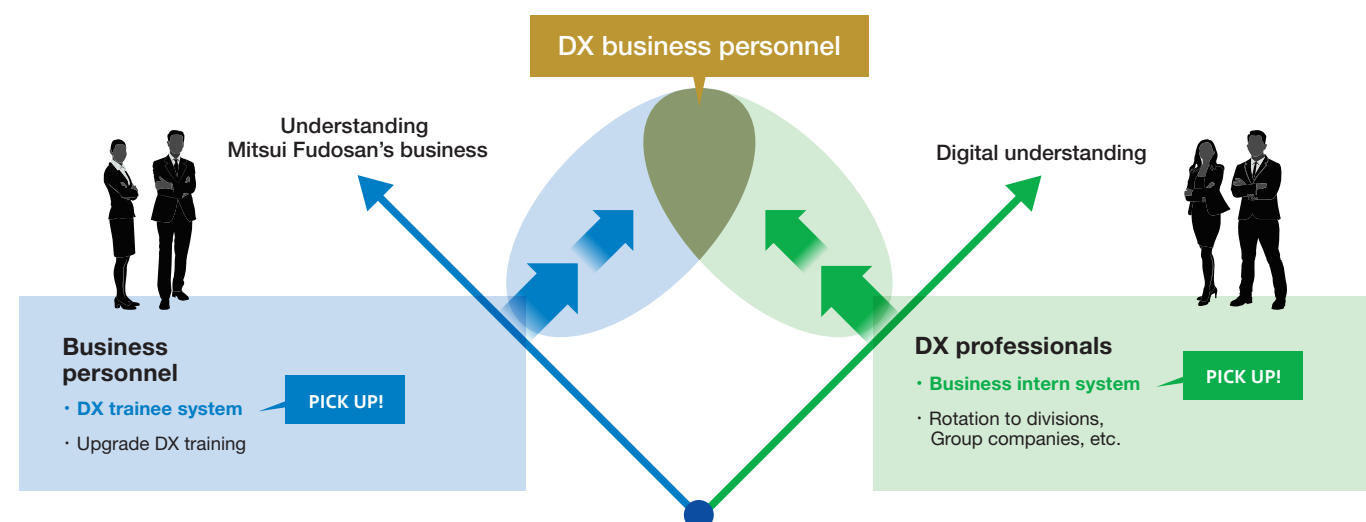 DX business personnel
Understanding
Mitsui Fudosan's business
Digital understanding
Business
personnel
・DX trainee system
PICK UP!
・Upgrade DX training
DX professionals
・Business intern system
PICK UP!
・Rotation to divisions,
Group companies, etc.